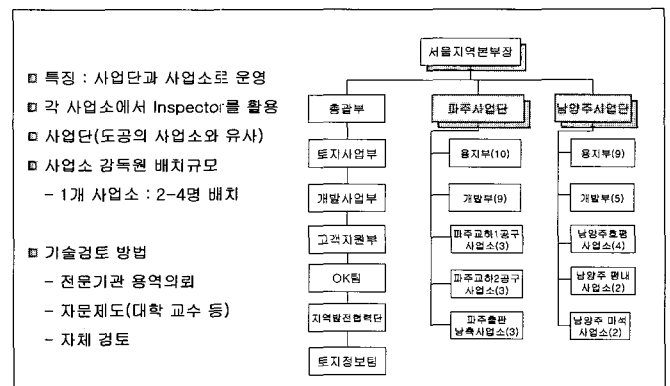 특징 : 사업단과 사업소로 운영
각 사업소에서 Inspector를 활용
사업단(도공의 사업소와 유사)
사업소 감독원 배치규모
– 1개 사업소 : 2-4명 배치
기술검토 방법
– 전문기관 용역의뢰
– 자문제도(대학 교수 등)
– 자체 검토
서울지역본부장
총괄부
토지사업부
개발사업부
고객지원부
OK팀
지역발전협력단
토지정보팀
파주사업단
용지부(10)
개발부(9)
파주교하1공구
사업소(3)
파주교하2공구
사업소(3)
파주출판
남측사업소(3)
남양주사업단
용지부(9)
개발부(5)
남양주호평
사업소(4)
남양주 평내
사업소(2)
남양주 마석
사업소(2)